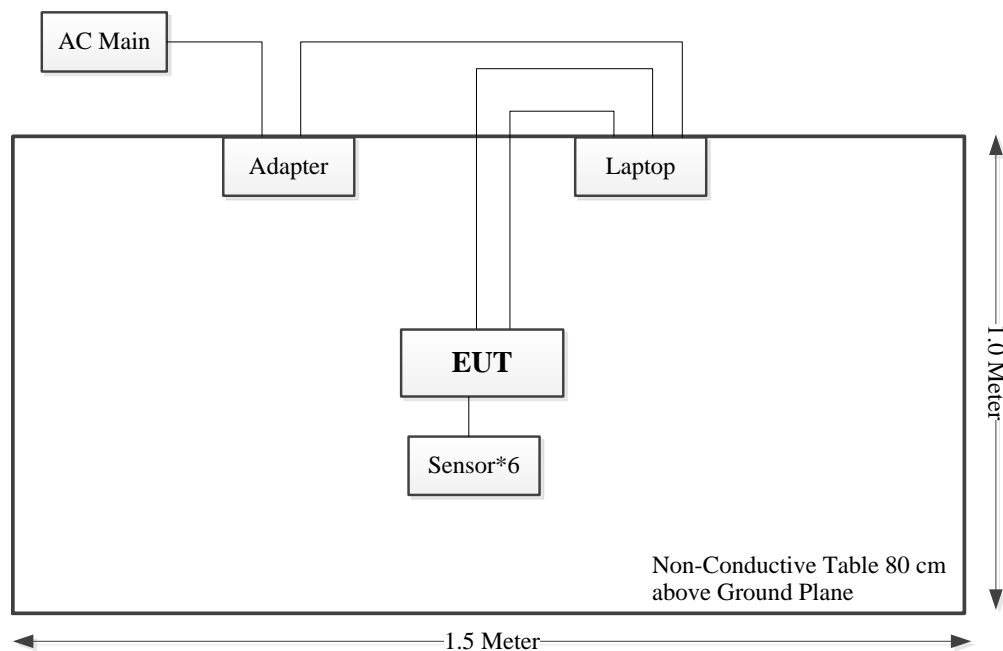 AC Main
Adapter
Laptop
EUT
Sensor*6
1.0 Meter
Non-Conductive Table 80 cm
above Ground Plane
1.5 Meter